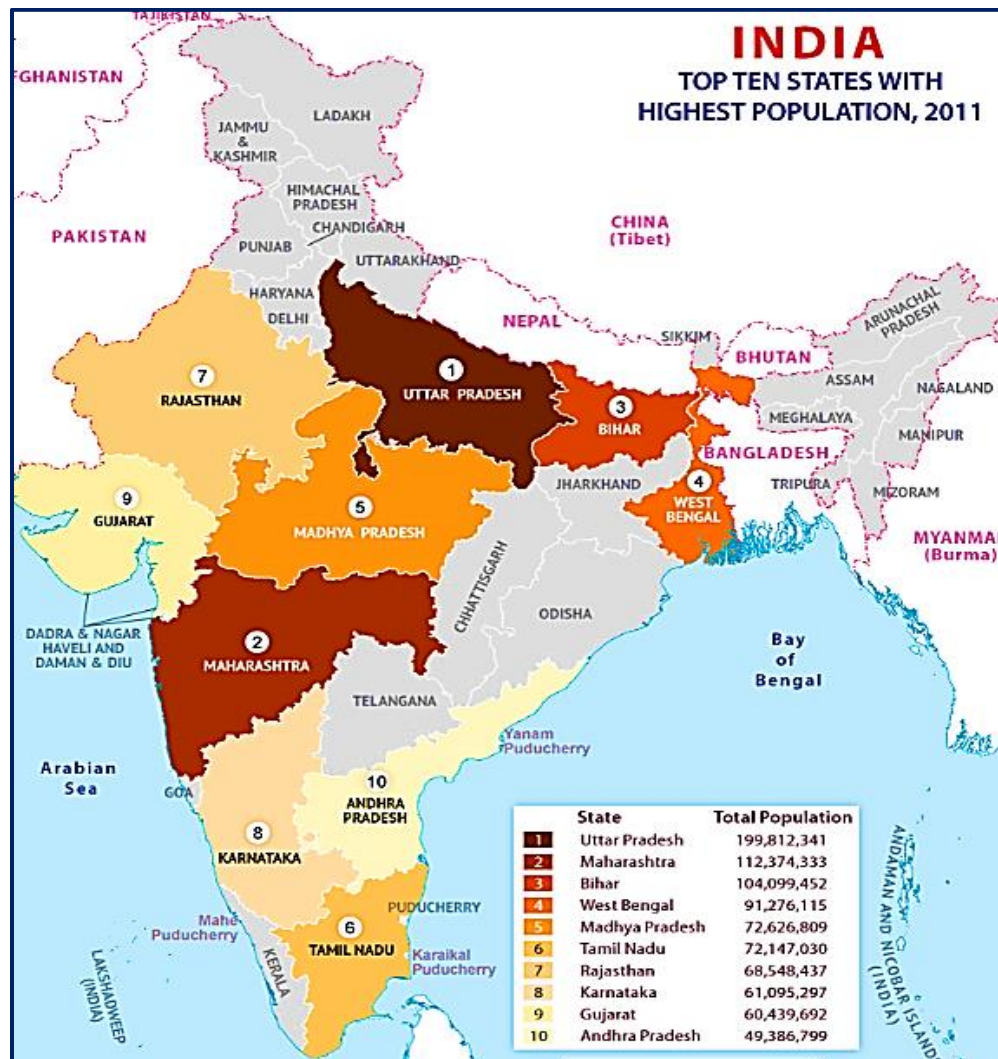 INDIA
TOP TEN STATES WITH
HIGHEST POPULATION, 2011
TAJIKISTAN
AFGHANISTAN
LADAKH
JAMMU
&
KASHMIR
HIMACHAL
PRADESH
CHANDIGARH
PAKISTAN
PUNJAB
UTTARAKHAND
CHINA
(Tibet)
HARYANA
DELHI
NEPAL
SIKKIM
BHUTAN
ARUNACHAL
PRADESH
1
UTTAR PRADESH
7
RAJASTHAN
3
BIHAR
ASSAM
NAGALAND
MEGHALAYA
MANIPUR
BANGLADESH
TRIPURA
MIZORAM
9
GUJARAT
5
MADHYA PRADESH
JHARKHAND
4
WEST
BENGAL
MYANMAR
(Burma)
CHHATTISGARH
ODISHA
DADRA & NAGAR
HAVELI AND
DAMAN & DIU
2
MAHARASHTRA
Bay
of
Bengal
TELANGANA
Yanam
Puducherry
Arabian
Sea
GOA
10
ANDHRA
PRADESH
8
KARNATAKA
Mahe
Puducherry
PUDUCHERRY
6
TAMIL NADU
Karaikal
Puducherry
KERALA
LAKSHADWEEP
(INDIA)
ANDAMAN AND NICOBAR ISLAND
(INDIA)
State Total Population
1 Uttar Pradesh 199,812,341
2 Maharashtra 112,374,333
3 Bihar 104,099,452
4 West Bengal 91,276,115
5 Madhya Pradesh 72,626,809
6 Tamil Nadu 72,147,030
7 Rajasthan 68,548,437
8 Karnataka 61,095,297
9 Gujarat 60,439,692
10 Andhra Pradesh 49,386,799